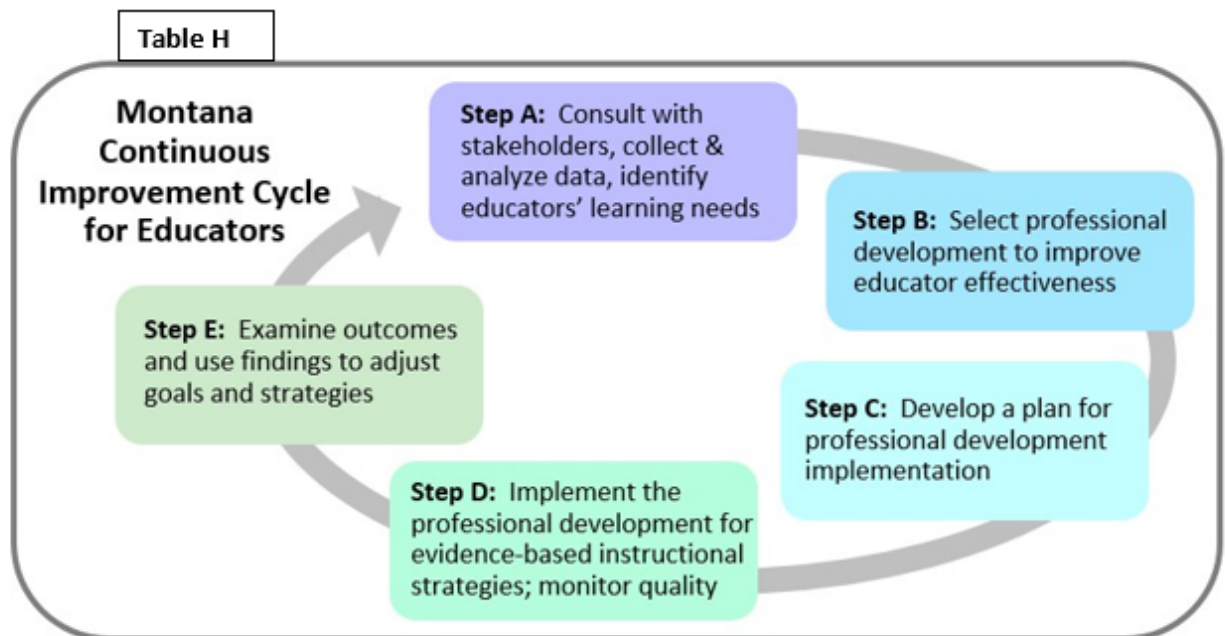 Table H
Montana
Continuous
Improvement Cycle
for Educators
Step A: Consult with
stakeholders, collect &
analyze data, identify
educators’ learning needs
Step B: Select professional
development to improve
educator effectiveness
Step C: Develop a plan for
professional development
implementation
Step D: Implement the
professional development for
evidence-based instructional
strategies; monitor quality
Step E: Examine outcomes
and use findings to adjust
goals and strategies